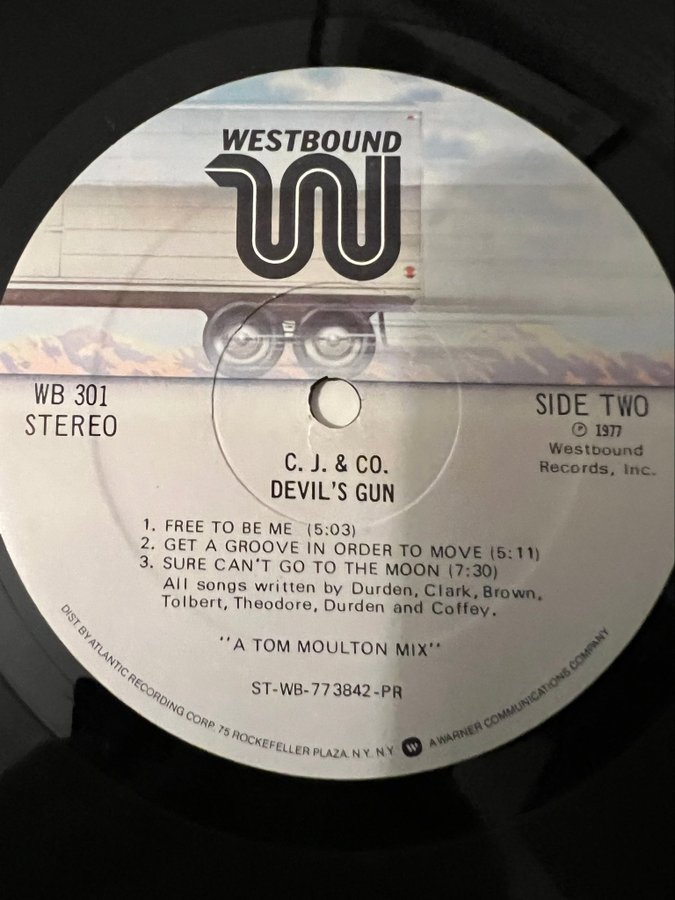 WESTBOUND
WB 301
STEREO
SIDE TWO
℗ 1977
Westbound
Records, Inc.
C. J. & CO.
DEVIL'S GUN
1. FREE TO BE ME (5:03)
2. GET A GROOVE IN ORDER TO MOVE (5:11)
3. SURE CAN'T GO TO THE MOON (7:30)
All songs written by Durden, Clark, Brown,
Tolbert, Theodore, Durden and Coffey.
"A TOM MOULTON MIX"
ST-WB-773842-PR
DIST. BY ATLANTIC RECORDING CORP. 75 ROCKEFELLER PLAZA. N.Y. N.Y. A WARNER COMMUNICATIONS COMPANY